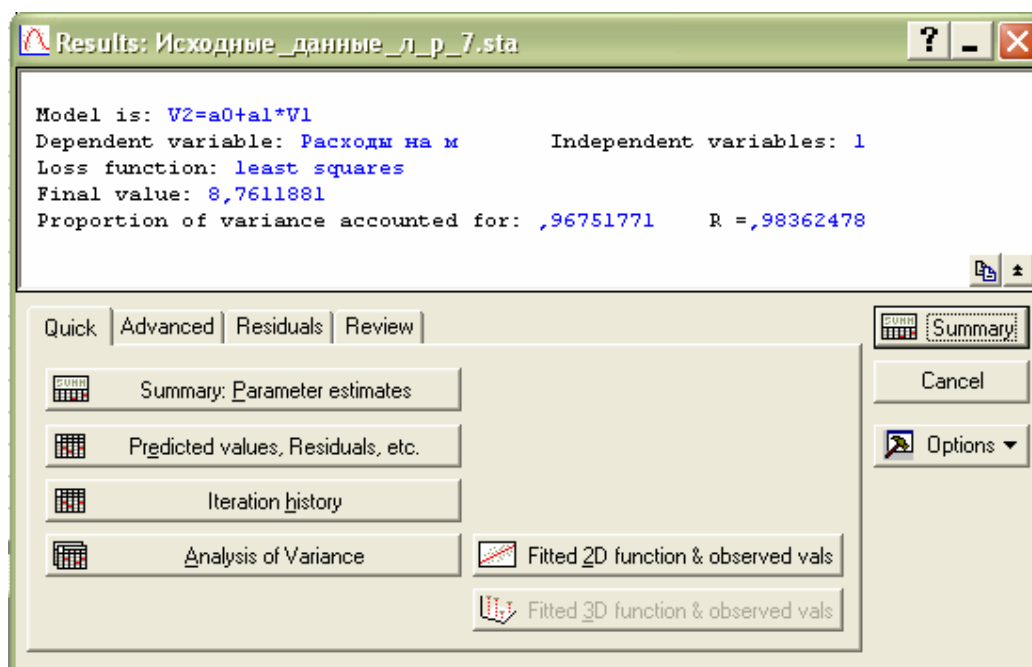 Results: Исходные_данные_л_р_7.sta
Model is: V2=a0+a1*V1
Dependent variable: Расходы на м Independent variables: 1
Loss function: least squares
Final value: 8,7611881
Proportion of variance accounted for: ,96751771 R =,98362478
Quick Advanced Residuals Review
Summary
Summary: Parameter estimates
Cancel
Predicted values, Residuals, etc.
Options
Iteration history
Analysis of Variance
Fitted 2D function & observed vals
Fitted 3D function & observed vals